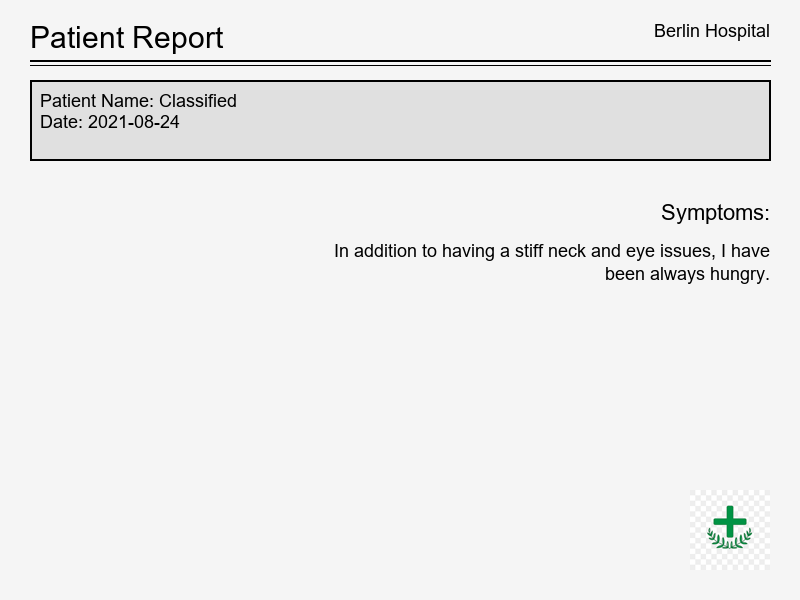 Patient Report
Berlin Hospital
Patient Name: Classified
Date: 2021-08-24
Symptoms:
In addition to having a stiff neck and eye issues, I have
been always hungry.